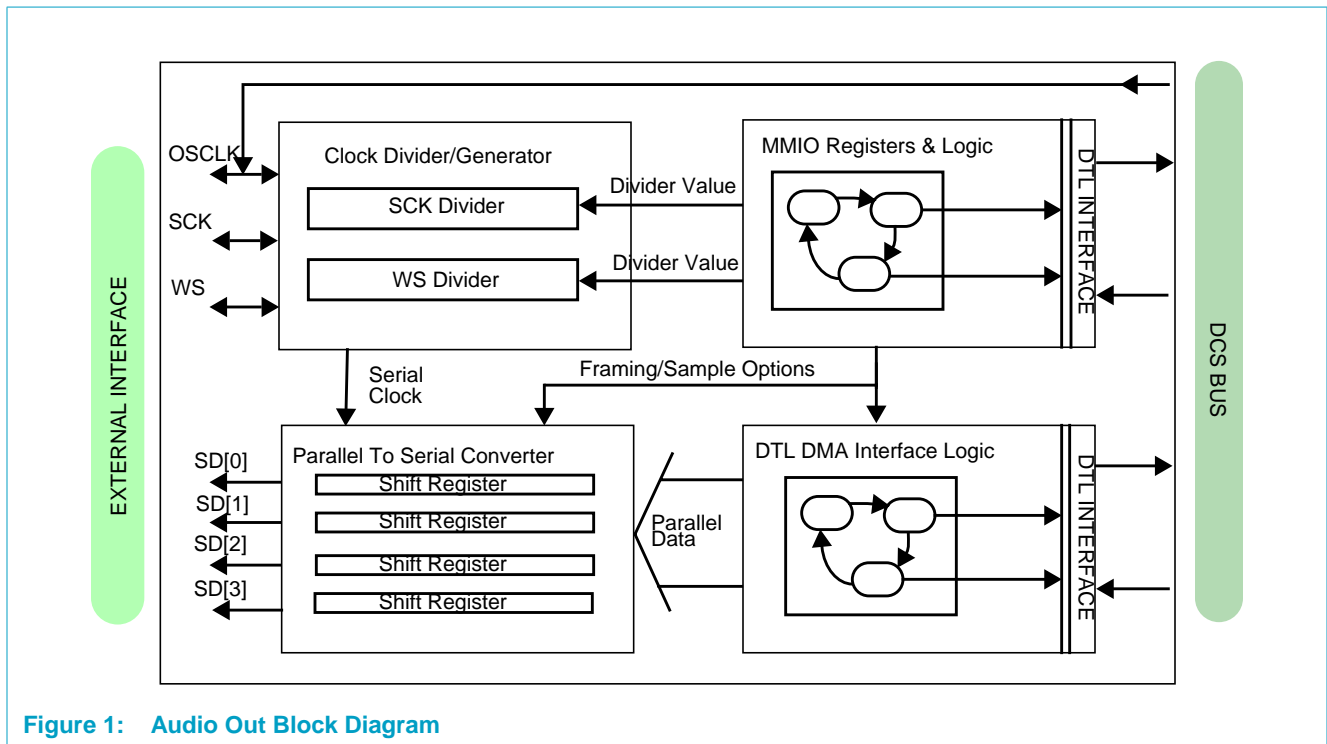 EXTERNAL INTERFACE
OSCLK
SCK
WS
Clock Divider/Generator
SCK Divider
WS Divider
Divider Value
Divider Value
MMIO Registers & Logic
DTL INTERFACE
DCS BUS
Serial
Clock
Framing/Sample Options
SD[0]
SD[1]
SD[2]
SD[3]
Parallel To Serial Converter
Shift Register
Shift Register
Shift Register
Shift Register
Parallel
Data
DTL DMA Interface Logic
DTL INTERFACE
Figure 1: Audio Out Block Diagram